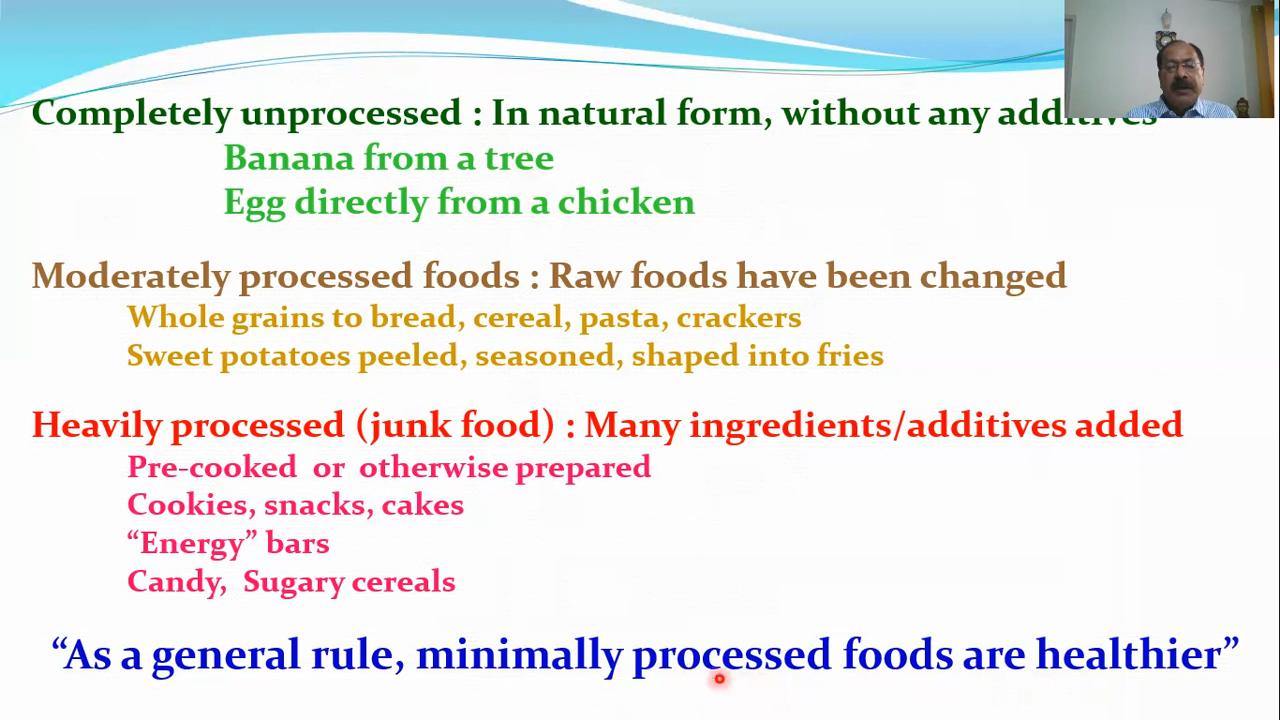 Completely unprocessed : In natural form, without any additives
Banana from a tree
Egg directly from a chicken
Moderately processed foods : Raw foods have been changed
Whole grains to bread, cereal, pasta, crackers
Sweet potatoes peeled, seasoned, shaped into fries
Heavily processed (junk food) : Many ingredients/additives added
Pre-cooked or otherwise prepared
Cookies, snacks, cakes
“Energy” bars
Candy, Sugary cereals
“As a general rule, minimally processed foods are healthier”